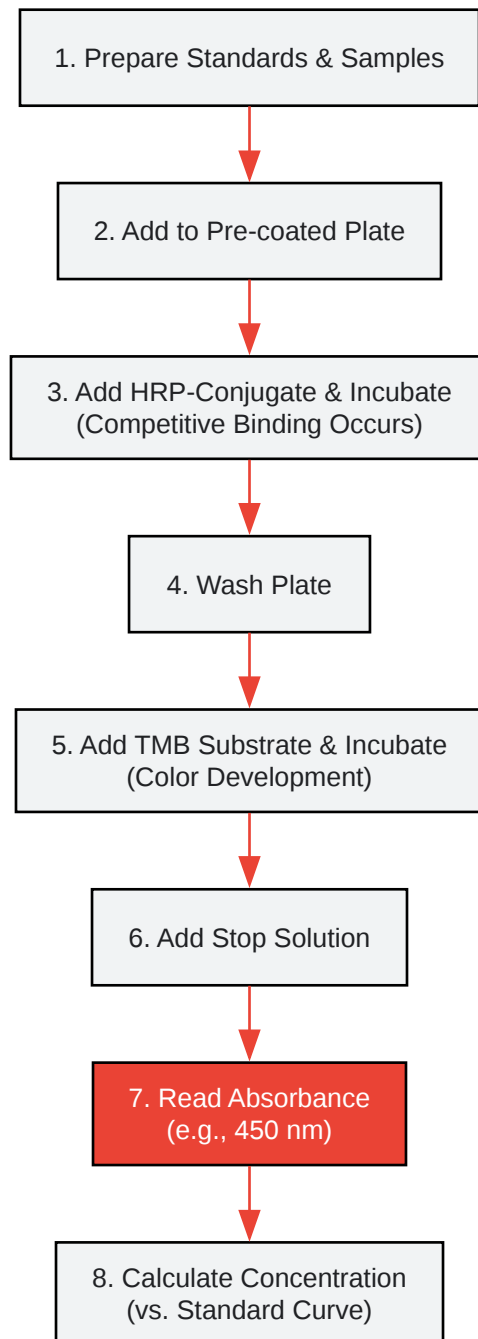 1. Prepare Standards & Samples
2. Add to Pre-coated Plate
3. Add HRP-Conjugate & Incubate
(Competitive Binding Occurs)
4. Wash Plate
5. Add TMB Substrate & Incubate
(Color Development)
6. Add Stop Solution
7. Read Absorbance
(e.g., 450 nm)
8. Calculate Concentration
(vs. Standard Curve)